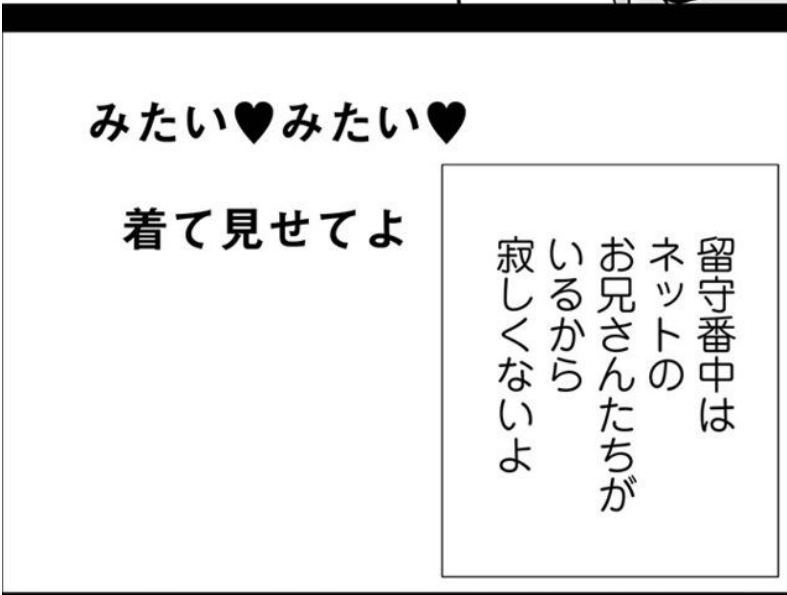 留守番中は
ネットの
お兄さんたちが
いるから
寂しくないよ
みたい♥みたい♥
着て見せてよ